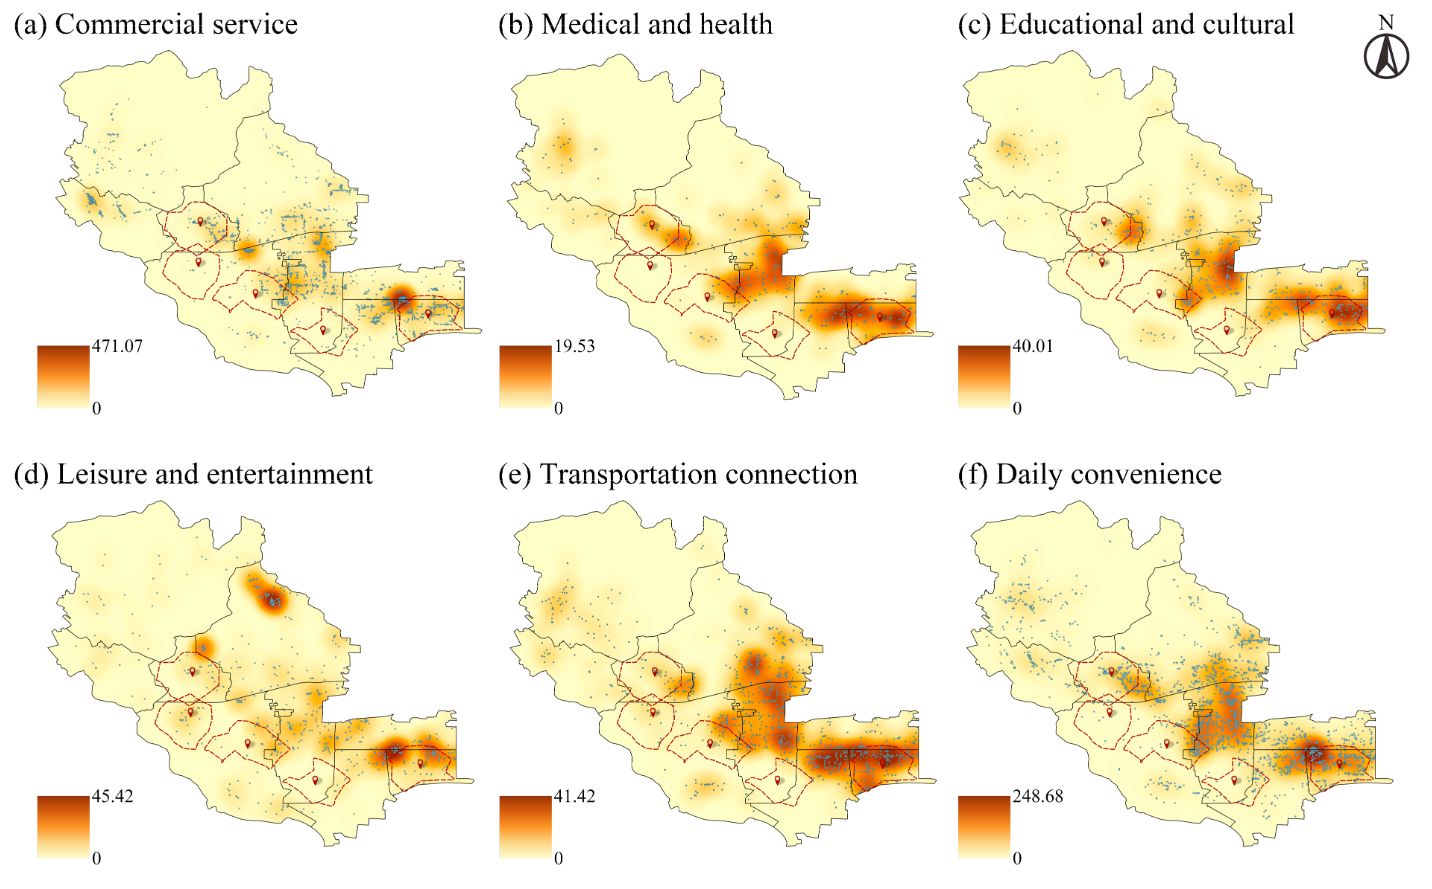 (a) Commercial service
(b) Medical and health
(c) Educational and cultural
N
471.07
0
19.53
0
40.01
0
(d) Leisure and entertainment
(e) Transportation connection
(f) Daily convenience
45.42
0
41.42
0
248.68
0